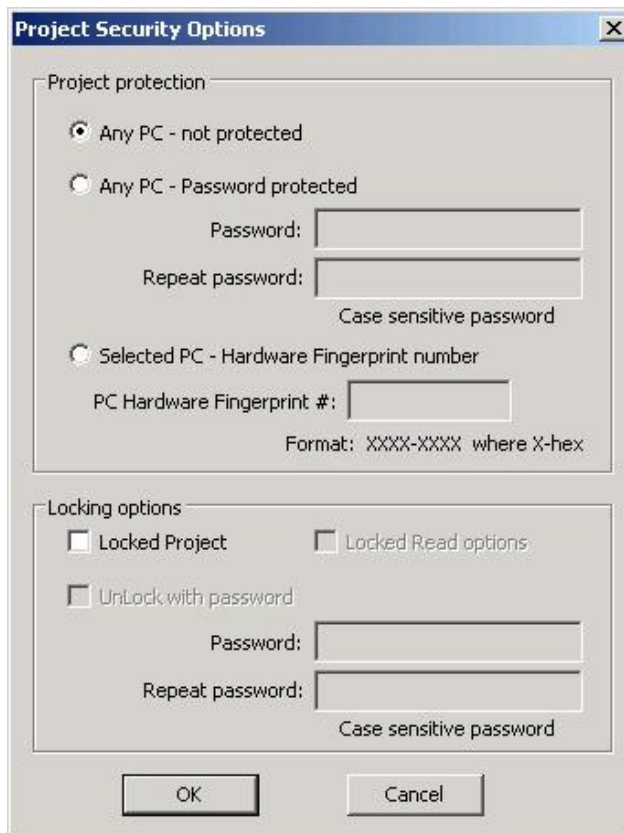 Project Security Options
Project protection
Any PC - not protected
Any PC - Password protected
Password:
Repeat password:
Case sensitive password
Selected PC - Hardware Fingerprint number
PC Hardware Fingerprint #:
Format: XXXX-XXXX where X-hex
Locking options
Locked Project Locked Read options
UnLock with password
Password:
Repeat password:
Case sensitive password
OK Cancel